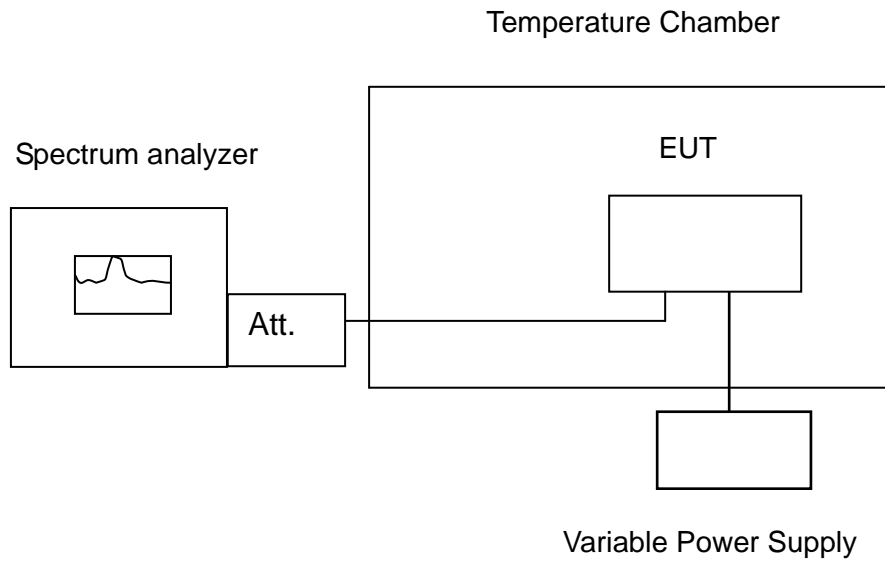 Temperature Chamber
Spectrum analyzer
EUT
Att.
Variable Power Supply